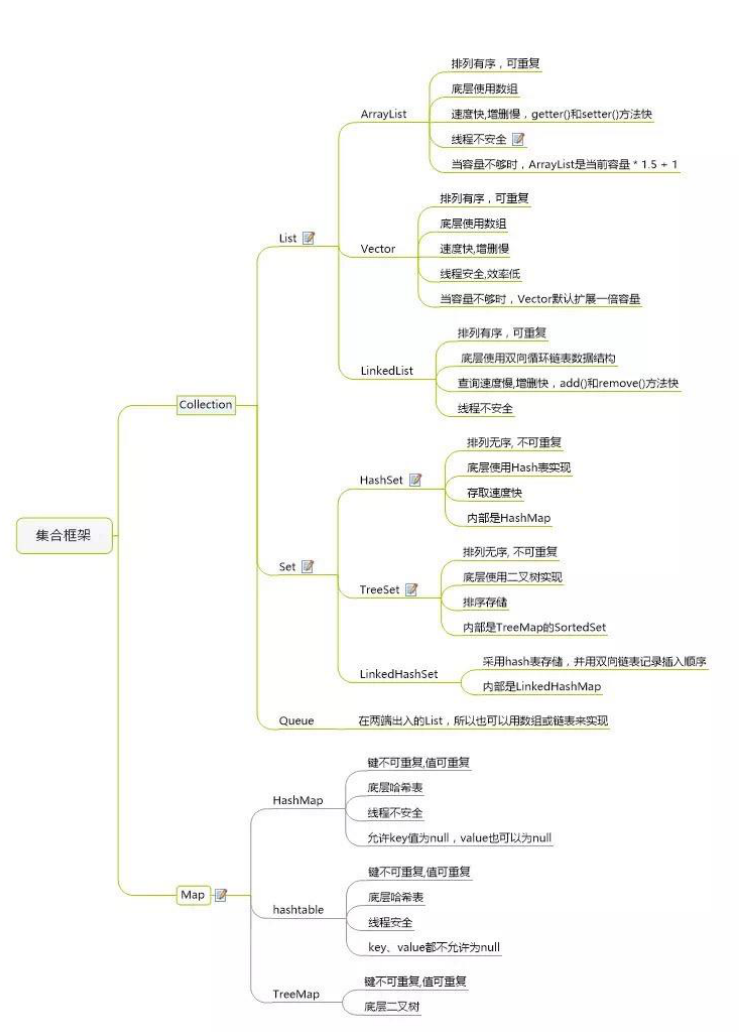 集合框架
Collection
List
ArrayList
排列有序，可重复
底层使用数组
速度快,增删慢，getter()和setter()方法快
线程不安全
当容量不够时，ArrayList是当前容量 * 1.5 + 1
Vector
排列有序，可重复
底层使用数组
速度快,增删慢
线程安全,效率低
当容量不够时，Vector默认扩展一倍容量
LinkedList
排列有序，可重复
底层使用双向循环链表数据结构
查询速度慢,增删快，add()和remove()方法快
线程不安全
Set
HashSet
排列无序, 不可重复
底层使用Hash表实现
存取速度快
内部是HashMap
TreeSet
排列无序, 不可重复
底层使用二叉树实现
排序存储
内部是TreeMap的SortedSet
LinkedHashSet
采用hash表存储，并用双向链表记录插入顺序
内部是LinkedHashMap
Queue
在两端出入的List，所以也可以用数组或链表来实现
Map
HashMap
键不可重复,值可重复
底层哈希表
线程不安全
允许key值为null，value也可以为null
hashtable
键不可重复,值可重复
底层哈希表
线程安全
key、value都不允许为null
TreeMap
键不可重复,值可重复
底层二叉树